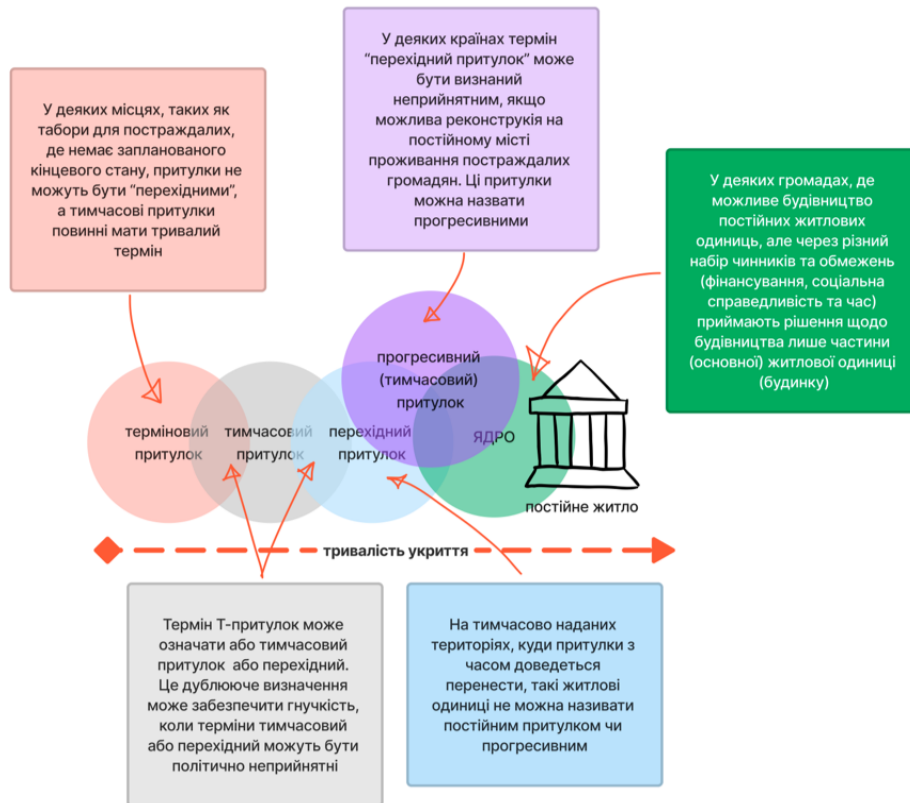 У деяких країнах термін
“перехідний притулок” може
бути визнаний
неприйнятним, якщо
можлива реконструкія на
постійному місті
проживання постраждалих
громадян. Ці притулки
можна назвати
прогресивними
У деяких місцях, таких як
табори для постраждалих,
де немає запланованого
кінцевого стану, притулки не
можуть бути “перехідними”,
а тимчасові притулки
повинні мати тривалий
термін
У деяких громадах, де
можливе будівництво
постійних житлових
одиниць, але через різний
набір чинників та обмежень
(фінансування, соціальна
справедливість та час)
приймають рішення щодо
будівництва лише частини
(основної) житлової одиниці
(будинку)
прогресивний
(тимчасовий)
притулок
терміновий
притулок
тимчасовий
притулок
перехідний
притулок
ЯДРО
постійне житло
тривалість укриття
Термін Т-притулок може
означати або тимчасовий
притулок або перехідний.
Це дублююче визначення
може забезпечити гнучкість,
коли терміни тимчасовий
або перехідний можуть бути
політично неприйнятні
На тимчасово наданих
територіях, куди притулки з
часом доведеться
перенести, такі житлові
одиниці не можна називати
постійним притулком чи
прогресивним